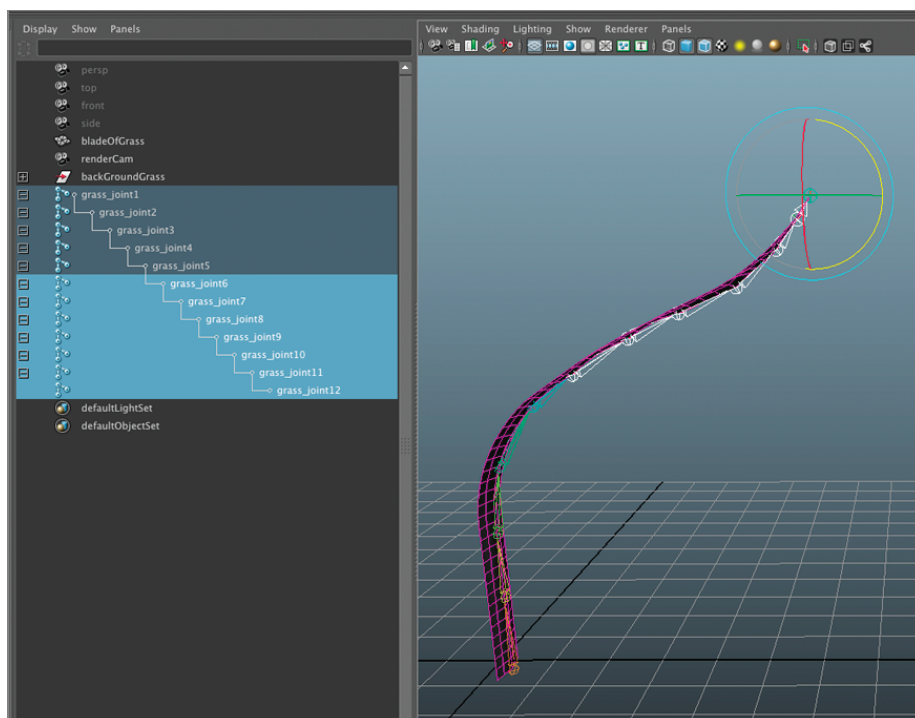 Display Show Panels
View Shading Lighting Show Renderer Panels
persp
top
front
side
bladeOfGrass
renderCam
backGroundGrass
grass_joint1
grass_joint2
grass_joint3
grass_joint4
grass_joint5
grass_joint6
grass_joint7
grass_joint8
grass_joint9
grass_joint10
grass_joint11
grass_joint12
defaultLightSet
defaultObjectSet